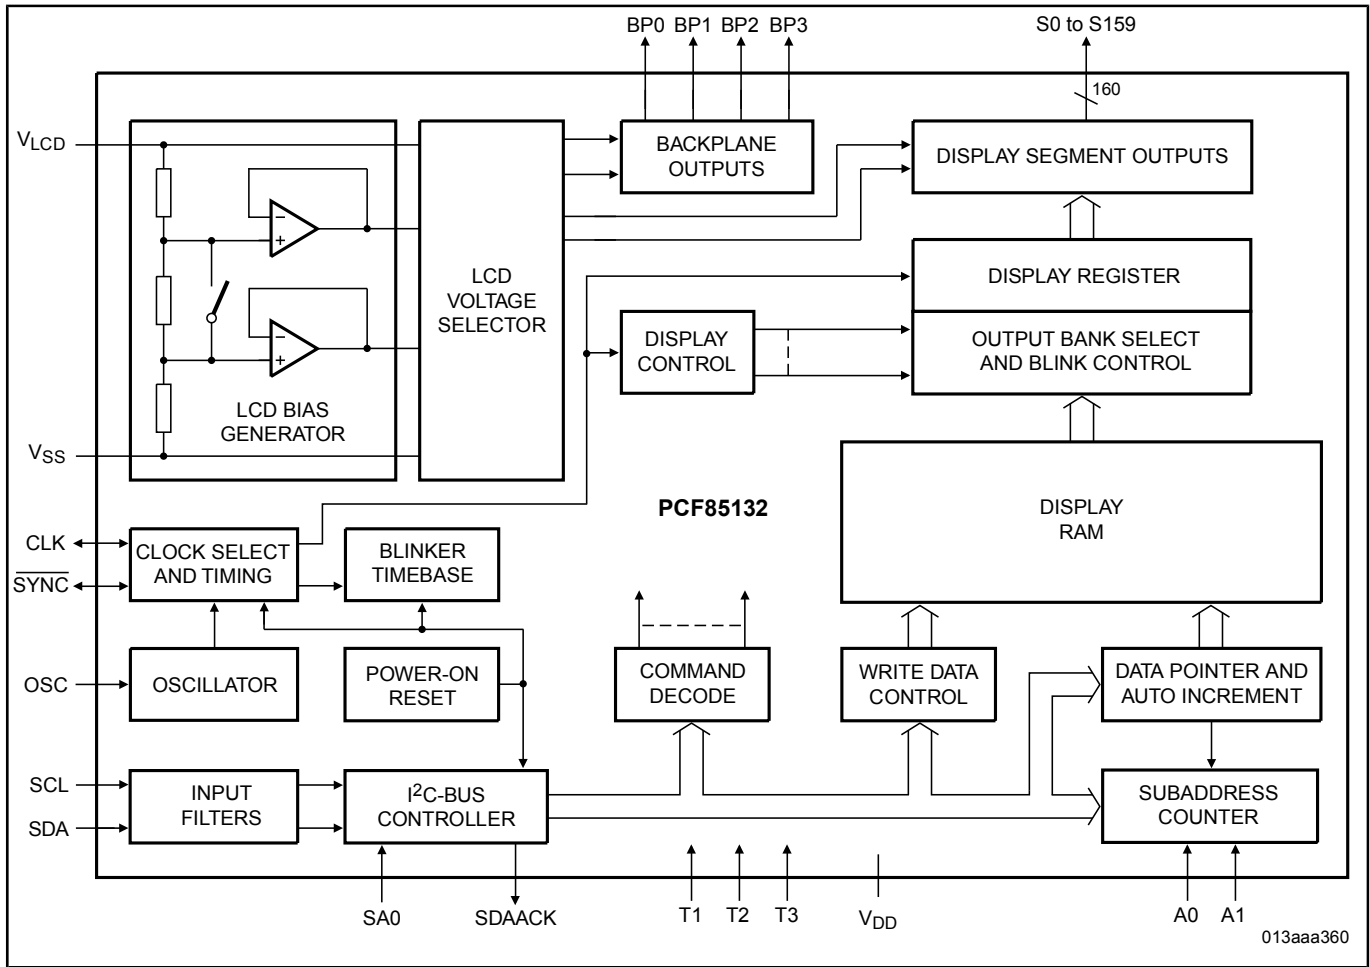 BP0 BP1 BP2 BP3
S0 to S159
160
VLCD
BACKPLANE
OUTPUTS
DISPLAY SEGMENT OUTPUTS
−
+
LCD
VOLTAGE
SELECTOR
DISPLAY REGISTER
−
+
DISPLAY
CONTROL
OUTPUT BANK SELECT
AND BLINK CONTROL
LCD BIAS
GENERATOR
VSS
PCF85132
DISPLAY
RAM
CLK
SYNC
CLOCK SELECT
AND TIMING
BLINKER
TIMEBASE
OSC
OSCILLATOR
POWER-ON
RESET
COMMAND
DECODE
WRITE DATA
CONTROL
DATA POINTER AND
AUTO INCREMENT
SCL
SDA
INPUT
FILTERS
I2C-BUS
CONTROLLER
SUBADDRESS
COUNTER
SA0
SDAACK
T1 T2 T3
VDD
A0 A1
013aaa360